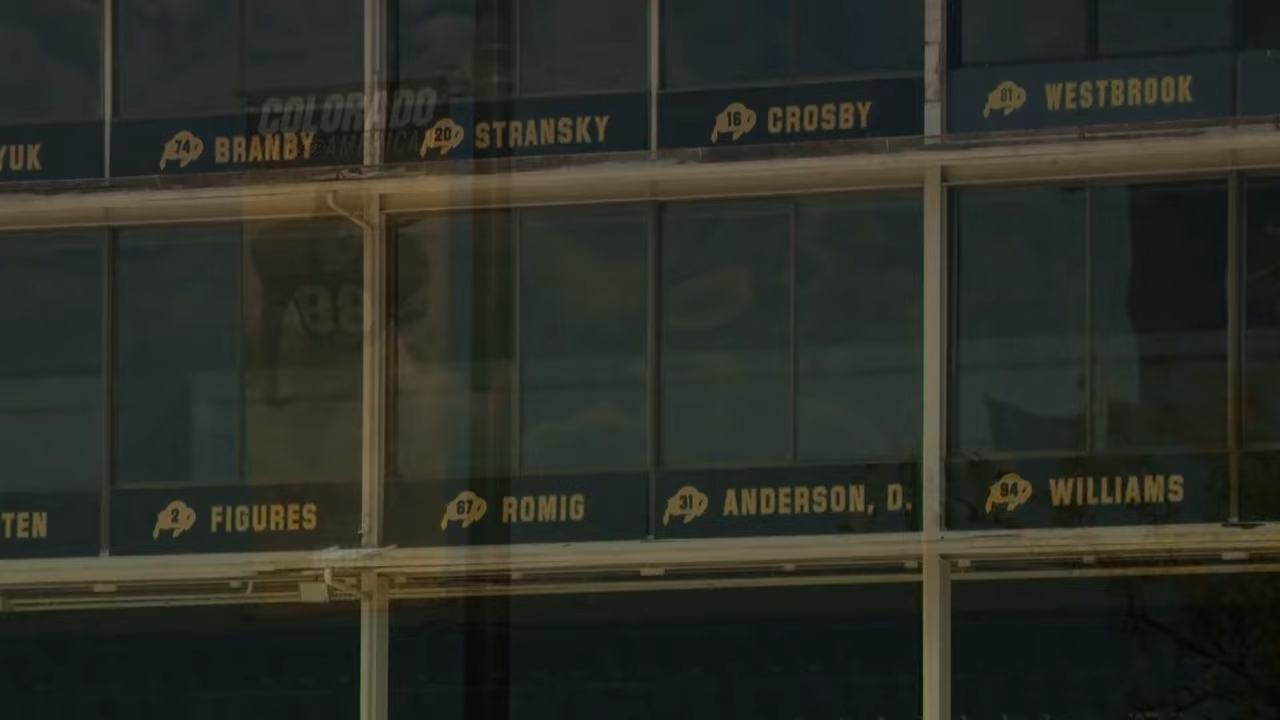 YUK
74 BRANBY
COLORADO
AMERICA
20 STRANSKY
16 CROSBY
81 WESTBROOK
TEN
2 FIGURES
67 ROMIG
31 ANDERSON, D.
94 WILLIAMS